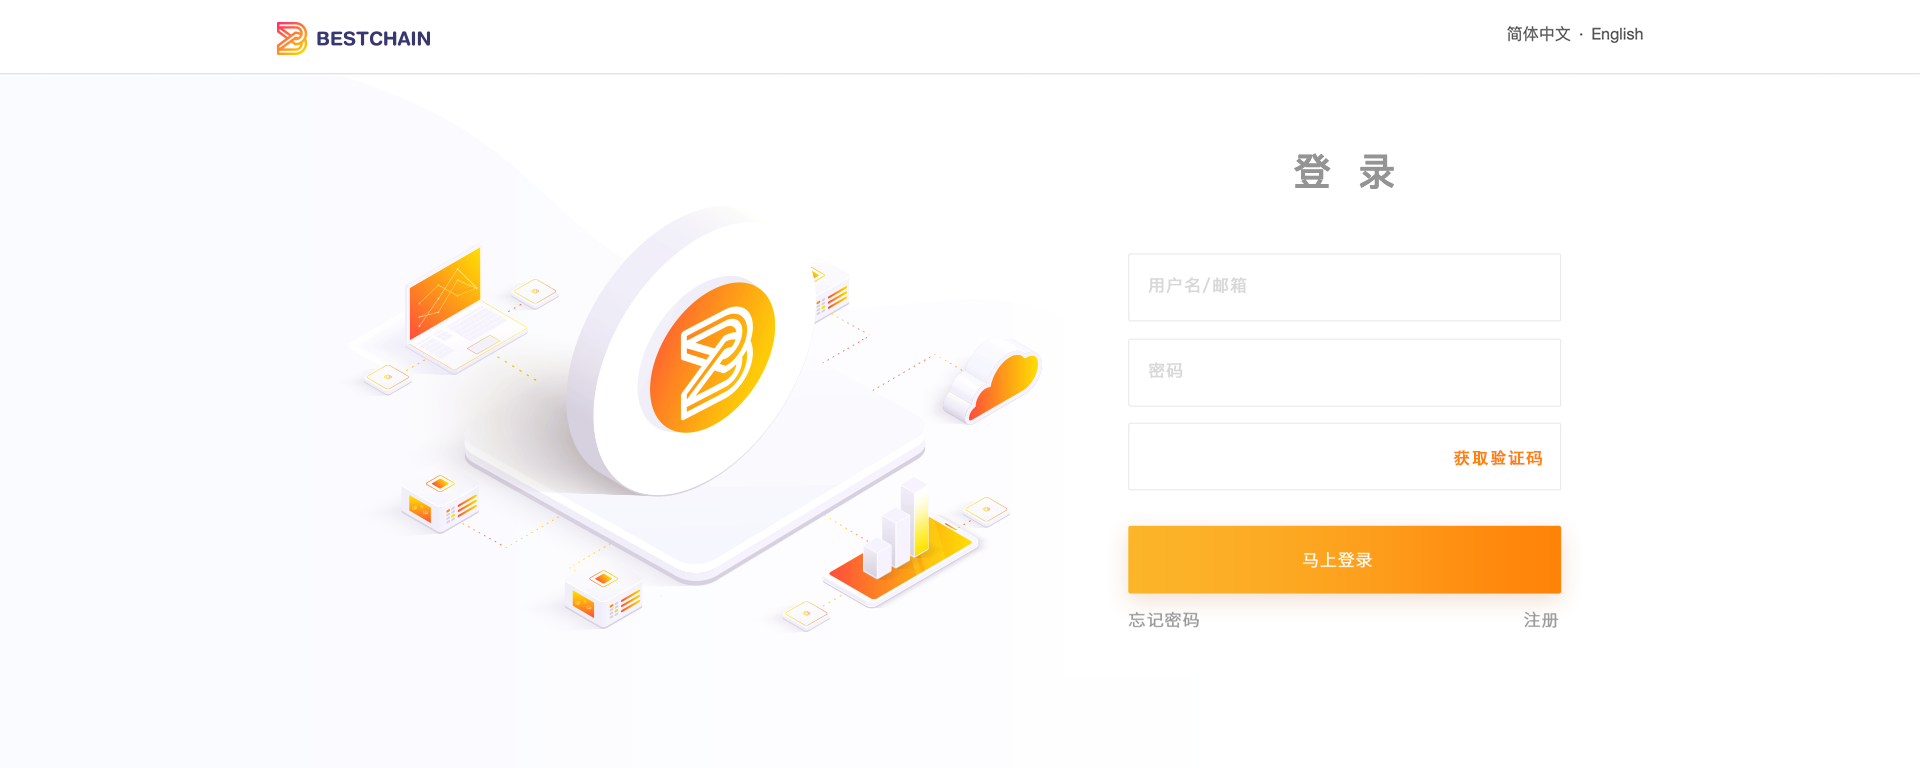 BESTCHAIN
简体中文 · English
登 录
用户名/邮箱
密码
获取验证码
马上登录
忘记密码
注册